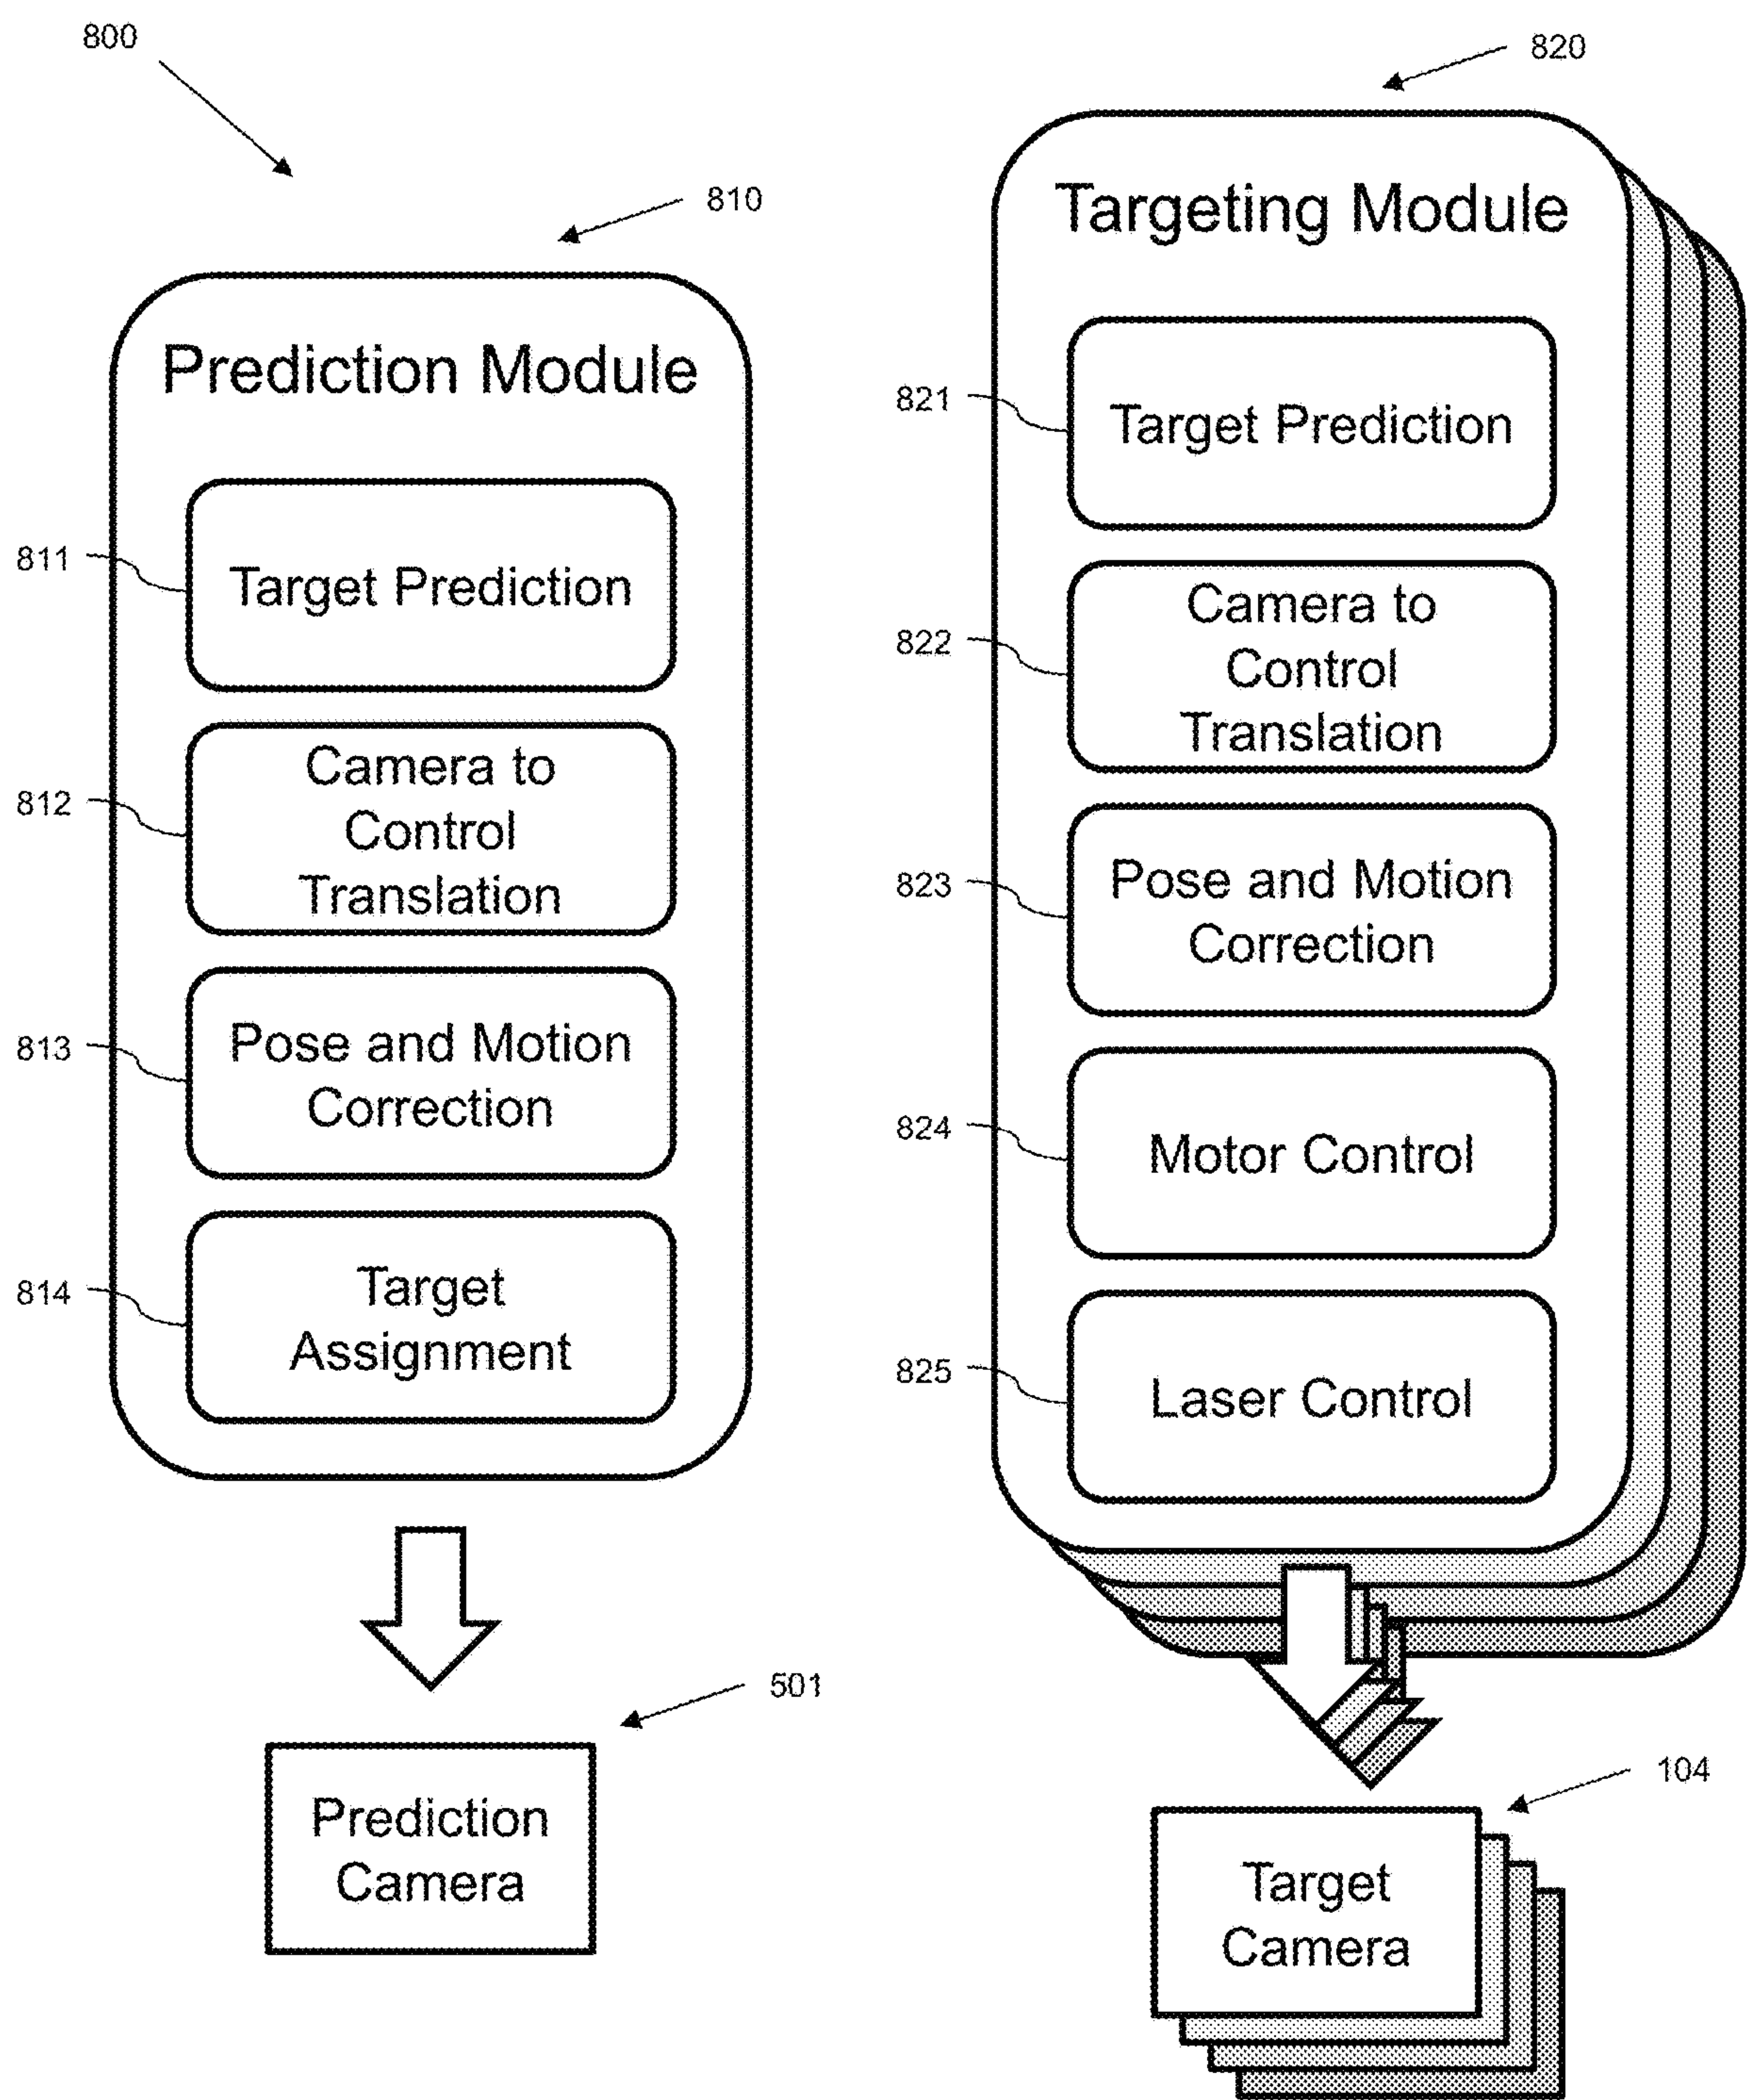 800
810
Prediction Module
811
Target Prediction
812
Camera to
Control
Translation
813
Pose and Motion
Correction
814
Target
Assignment
501
Prediction
Camera
820
Targeting Module
821
Target Prediction
822
Camera to
Control
Translation
823
Pose and Motion
Correction
824
Motor Control
825
Laser Control
104
Target
Camera